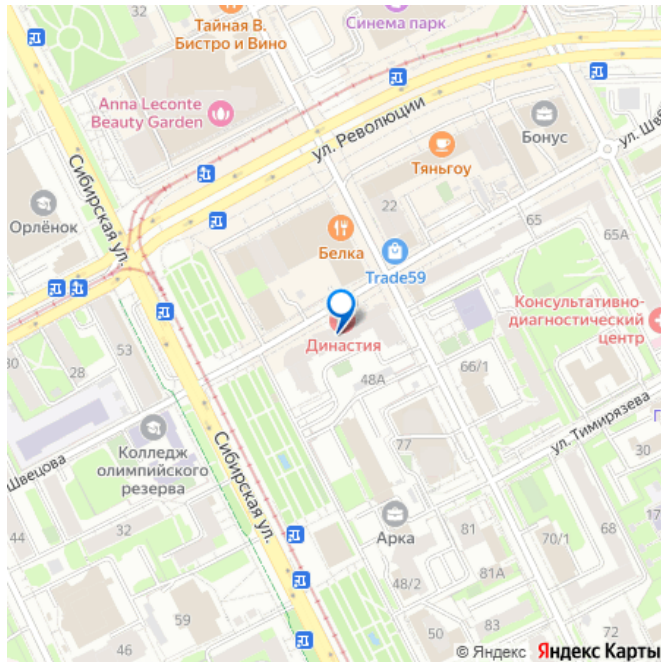 Тайная В.
Бистро и Вино
Синема парк
Anna Leconte
Beauty Garden
ул. Революции
Бонус
Тяньгоу
Сибирская ул.
Орлёнок
22
65
65А
Белка
Trade59
Консультативно-
диагностический
центр
Династия
30
28
53
48А
66/1
ул. Тимирязева
Колледж
олимпийского
резерва
Швецова
77
30
Сибирская ул.
44
32
Арка
81
70/1
68
17
81А
48/2
59
46
50
83
72
© Яндекс Яндекс Карты